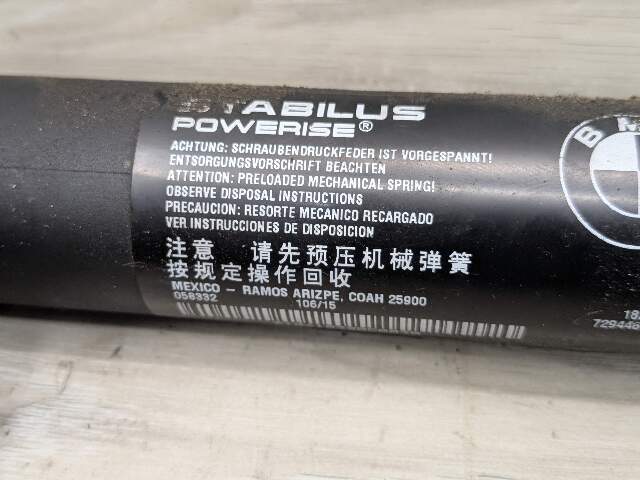 STABILUS
POWERISE®
ACHTUNG: SCHRAUBENDRUCKFEDER IST VORGESPANNT!
ENTSORGUNGSVORSCHRIFT BEACHTEN
ATTENTION: PRELOADED MECHANICAL SPRING!
OBSERVE DISPOSAL INSTRUCTIONS
PRECAUCION: RESORTE MECANICO RECARGADO
VER INSTRUCCIONES DE DISPOSICION
注意 请先预压机械弹簧
按规定操作回收
MEXICO - RAMOS ARIZPE, COAH 25900
058332 106/15
B M